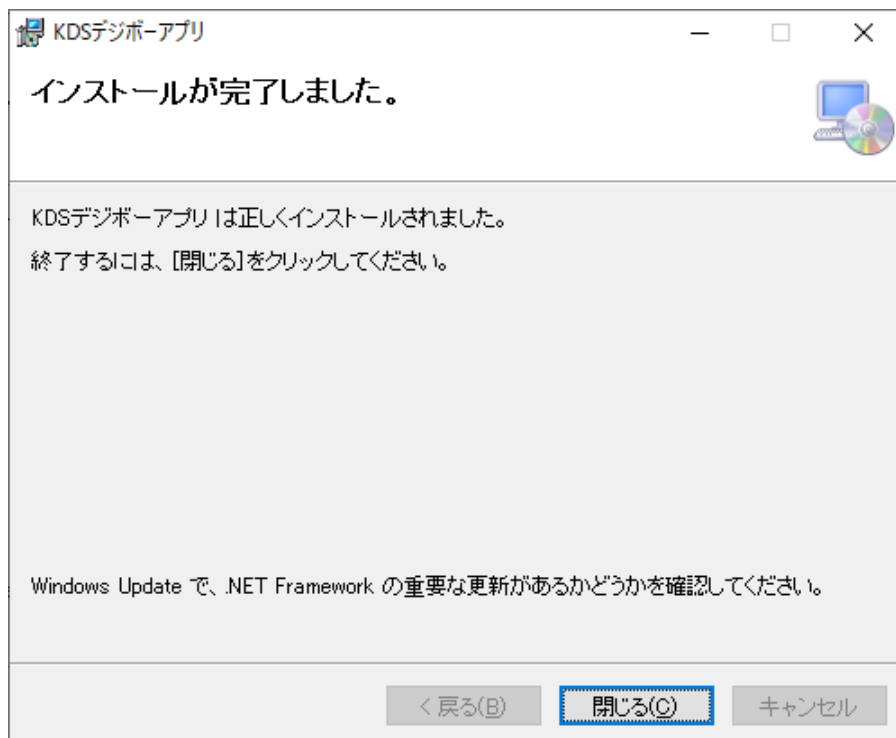 KDSデジボーアプリ
インストールが完了しました。
KDSデジボーアプリ は正しくインストールされました。
終了するには、[閉じる]をクリックしてください。
Windows Update で、.NET Framework の重要な更新があるかどうかを確認してください。
< 戻る(B) 閉じる(C) キャンセル